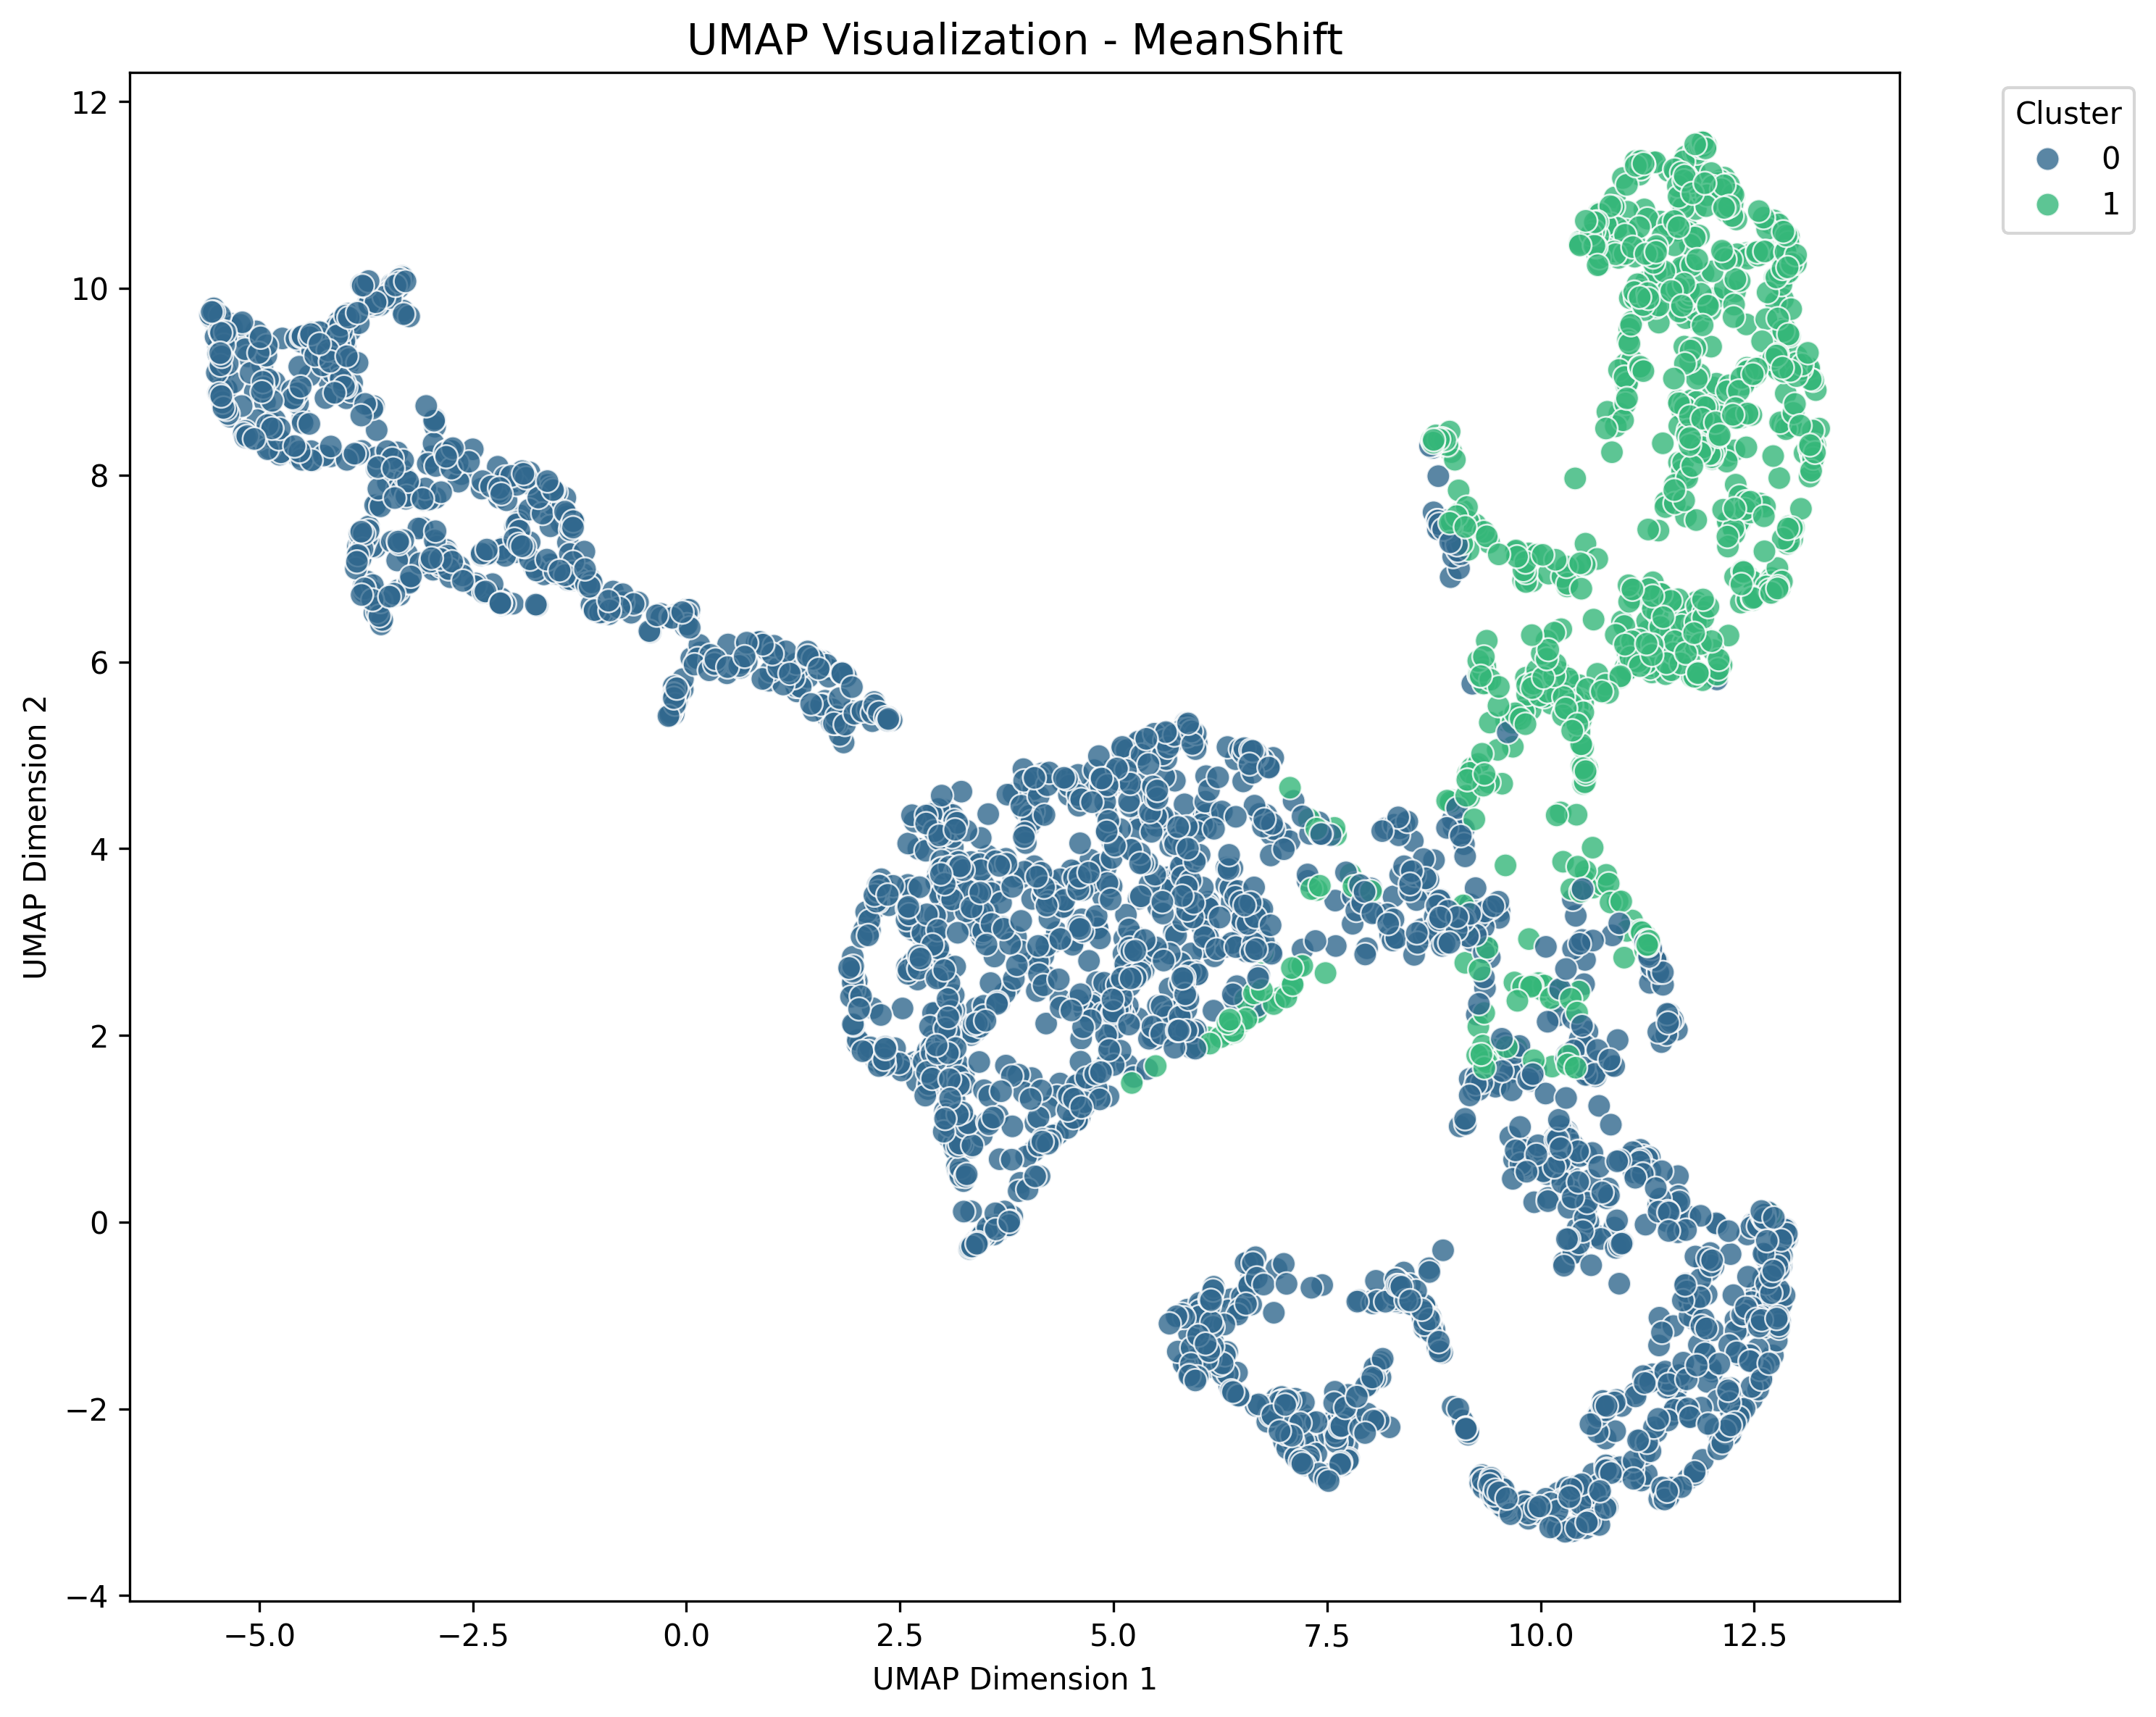 UMAP Visualization - MeanShift
Cluster
0
1
12
10
8
6
4
2
0
−2
−4
UMAP Dimension 2
−5.0 −2.5 0.0 2.5 5.0 7.5 10.0 12.5
UMAP Dimension 1